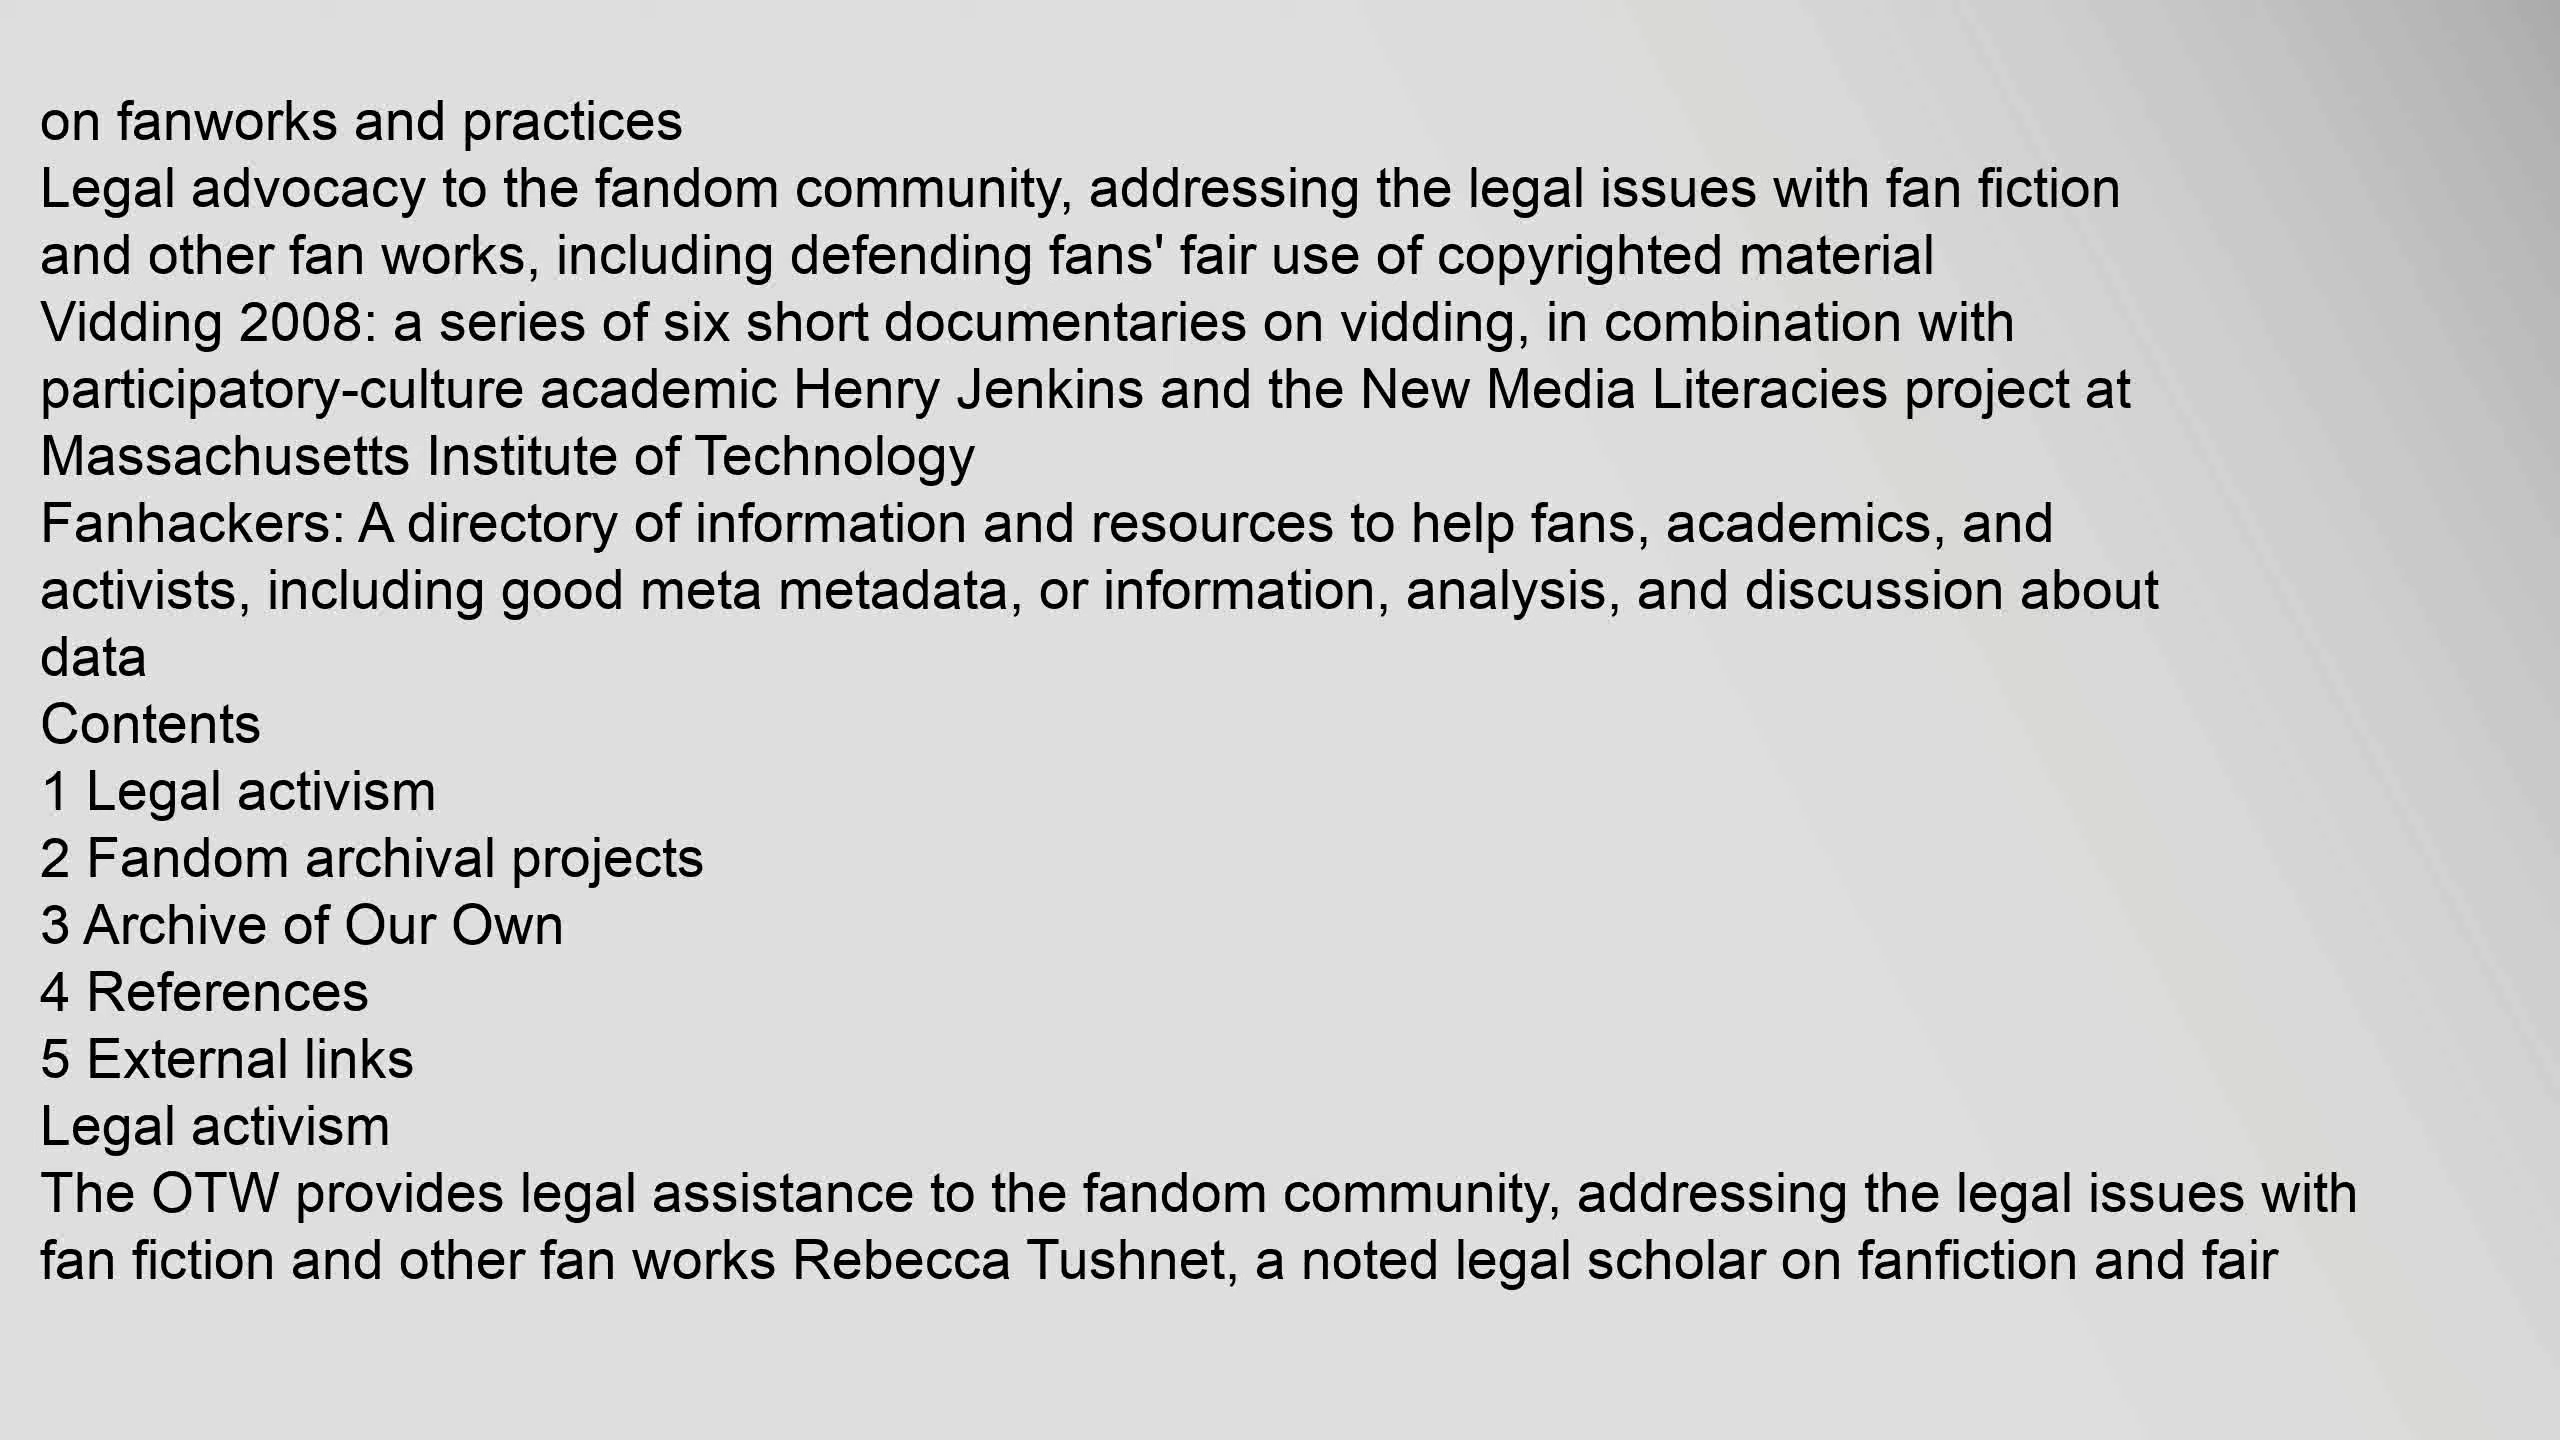 on fanworks and practices
Legal advocacy to the fandom community, addressing the legal issues with fan fiction
and other fan works, including defending fans' fair use of copyrighted material
Vidding 2008: a series of six short documentaries on vidding, in combination with
participatory-culture academic Henry Jenkins and the New Media Literacies project at
Massachusetts Institute of Technology
Fanhackers: A directory of information and resources to help fans, academics, and
activists, including good meta metadata, or information, analysis, and discussion about
data
Contents
1 Legal activism
2 Fandom archival projects
3 Archive of Our Own
4 References
5 External links
Legal activism
The OTW provides legal assistance to the fandom community, addressing the legal issues with
fan fiction and other fan works Rebecca Tushnet, a noted legal scholar on fanfiction and fair